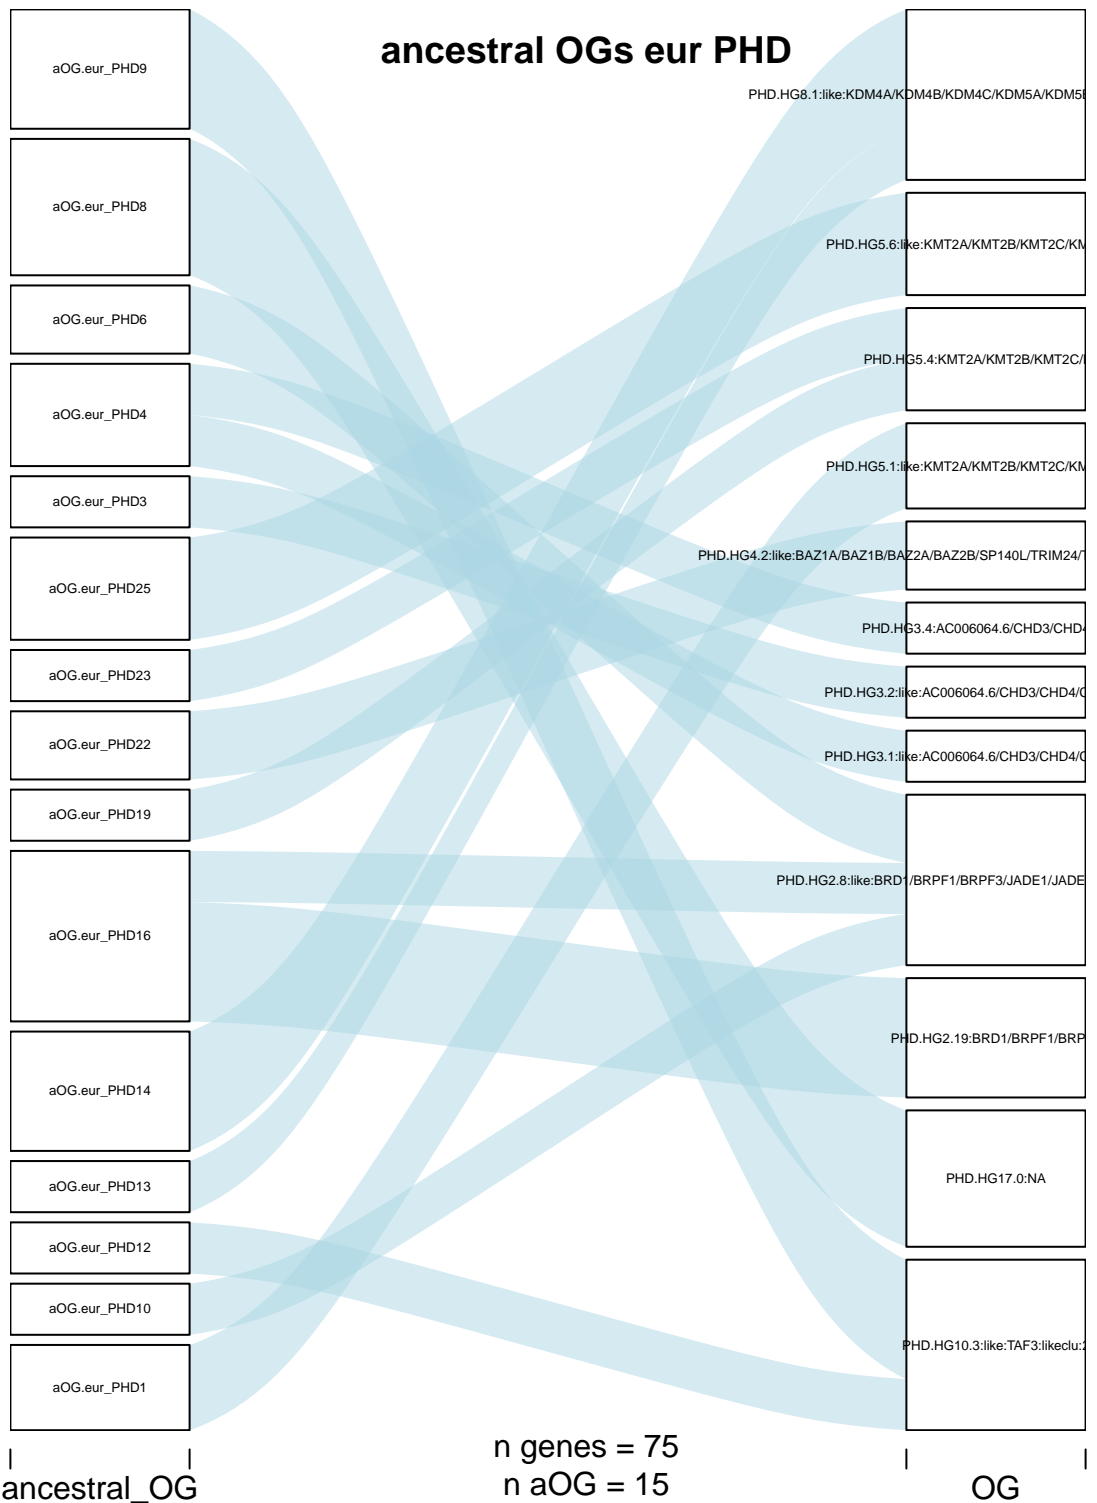 ancestral OGs eur PHD
aOG.eur_PHD9
aOG.eur_PHD8
aOG.eur_PHD6
aOG.eur_PHD4
aOG.eur_PHD3
aOG.eur_PHD25
aOG.eur_PHD23
aOG.eur_PHD22
aOG.eur_PHD19
aOG.eur_PHD16
aOG.eur_PHD14
aOG.eur_PHD13
aOG.eur_PHD12
aOG.eur_PHD10
aOG.eur_PHD1
PHD.HG8.1:like:KDM4A/KDM4B/KDM4C/KDM5A/KDM5B
PHD.HG5.6:like:KMT2A/KMT2B/KMT2C/KM
PHD.HG5.4:KMT2A/KMT2B/KMT2C/
PHD.HG5.1:like:KMT2A/KMT2B/KMT2C/KM
PHD.HG4.2:like:BAZ1A/BAZ1B/BAZ2A/BAZ2B/SP140L/TRIM24/T
PHD.HG3.4:AC006064.6/CHD3/CHD4
PHD.HG3.2:like:AC006064.6/CHD3/CHD4/C
PHD.HG3.1:like:AC006064.6/CHD3/CHD4/C
PHD.HG2.8:like:BRD1/BRPF1/BRPF3/JADE1/JADE
PHD.HG2.19:BRD1/BRPF1/BRP
PHD.HG17.0:NA
PHD.HG10.3:like:TAF3:likeclu:2
n genes = 75
n aOG = 15
ancestral_OG
OG